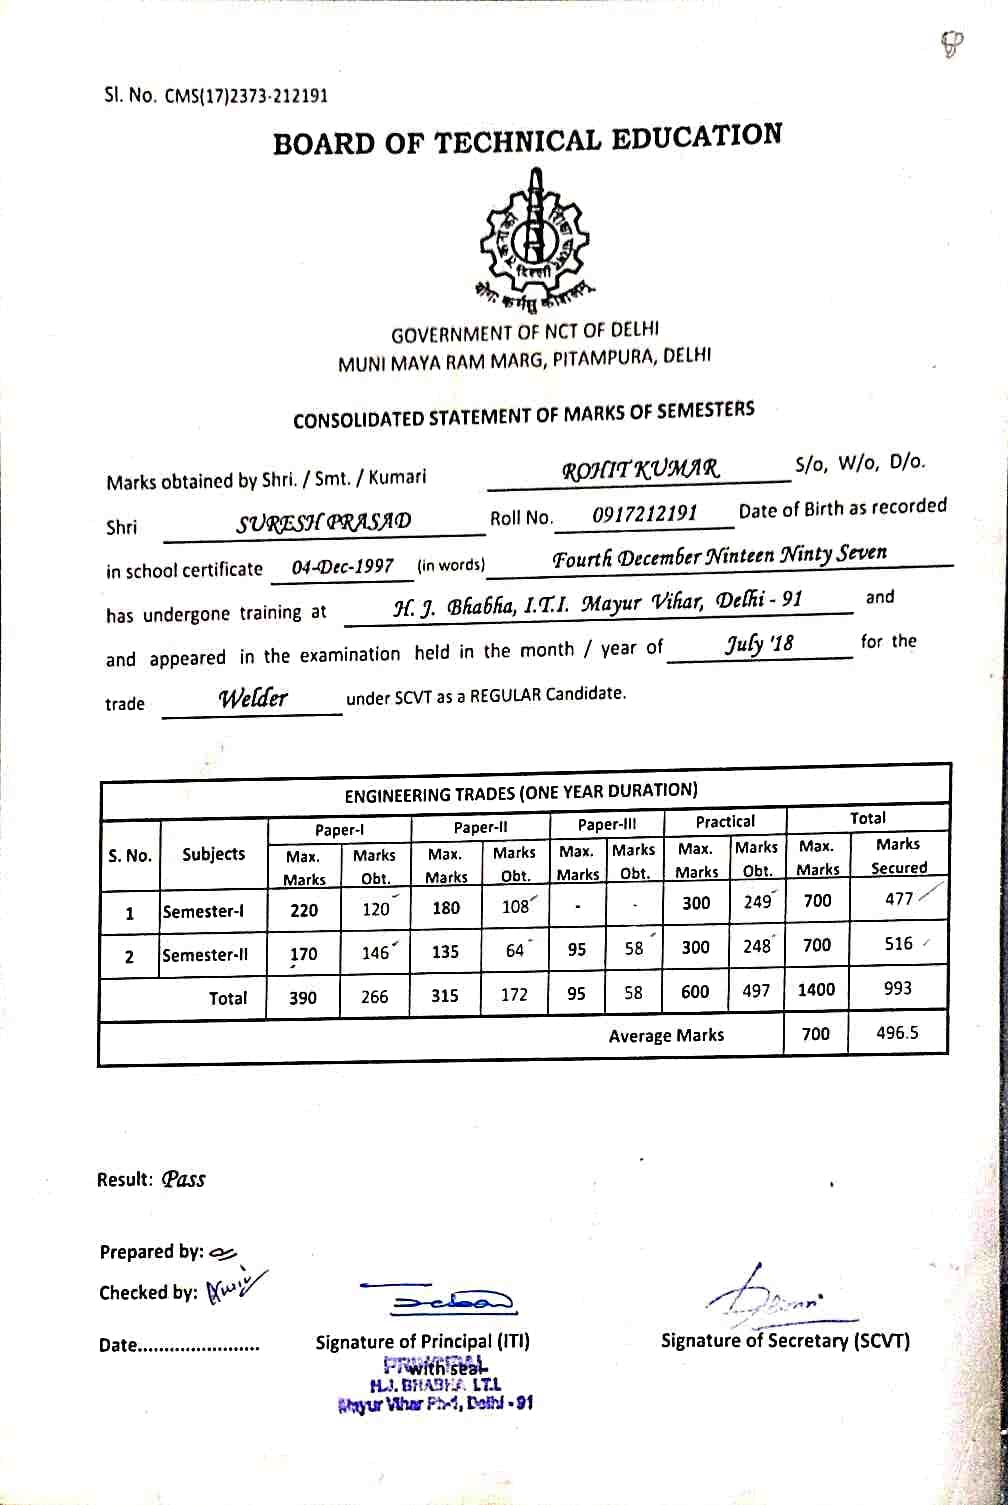 Sl. No. CMS(17)2373-212191
BOARD OF TECHNICAL EDUCATION
योगः कर्मसु कौशलम्
GOVERNMENT OF NCT OF DELHI
MUNI MAYA RAM MARG, PITAMPURA, DELHI
CONSOLIDATED STATEMENT OF MARKS OF SEMESTERS
Marks obtained by Shri. / Smt. / Kumari ROHIT KUMAR S/o, W/o, D/o.
Shri SURESH PRASAD Roll No. 0917212191 Date of Birth as recorded
in school certificate 04-Dec-1997 (in words) Fourth December Ninteen Ninty Seven
has undergone training at H. J. Bhabha, I.T.I. Mayur Vihar, Delhi - 91 and
and appeared in the examination held in the month / year of July '18 for the
trade Welder under SCVT as a REGULAR Candidate.
ENGINEERING TRADES (ONE YEAR DURATION)
S. No. Subjects Paper-I Paper-II Paper-III Practical Total
Max. Marks Marks Obt. Max. Marks Marks Obt. Max. Marks Marks Obt. Max. Marks Marks Obt. Max. Marks Marks Secured
1 Semester-I 220 120 180 108 - - 300 249 700 477
2 Semester-II 170 146 135 64 95 58 300 248 700 516
Total 390 266 315 172 95 58 600 497 1400 993
Average Marks 700 496.5
Result: Pass
Prepared by:
Checked by:
Date.......................
Signature of Principal (ITI) Signature of Secretary (SCVT)
PRINCIPAL
with seal
H.J. BHABHA I.T.I.
Mayur Vihar Ph-1, Delhi - 91